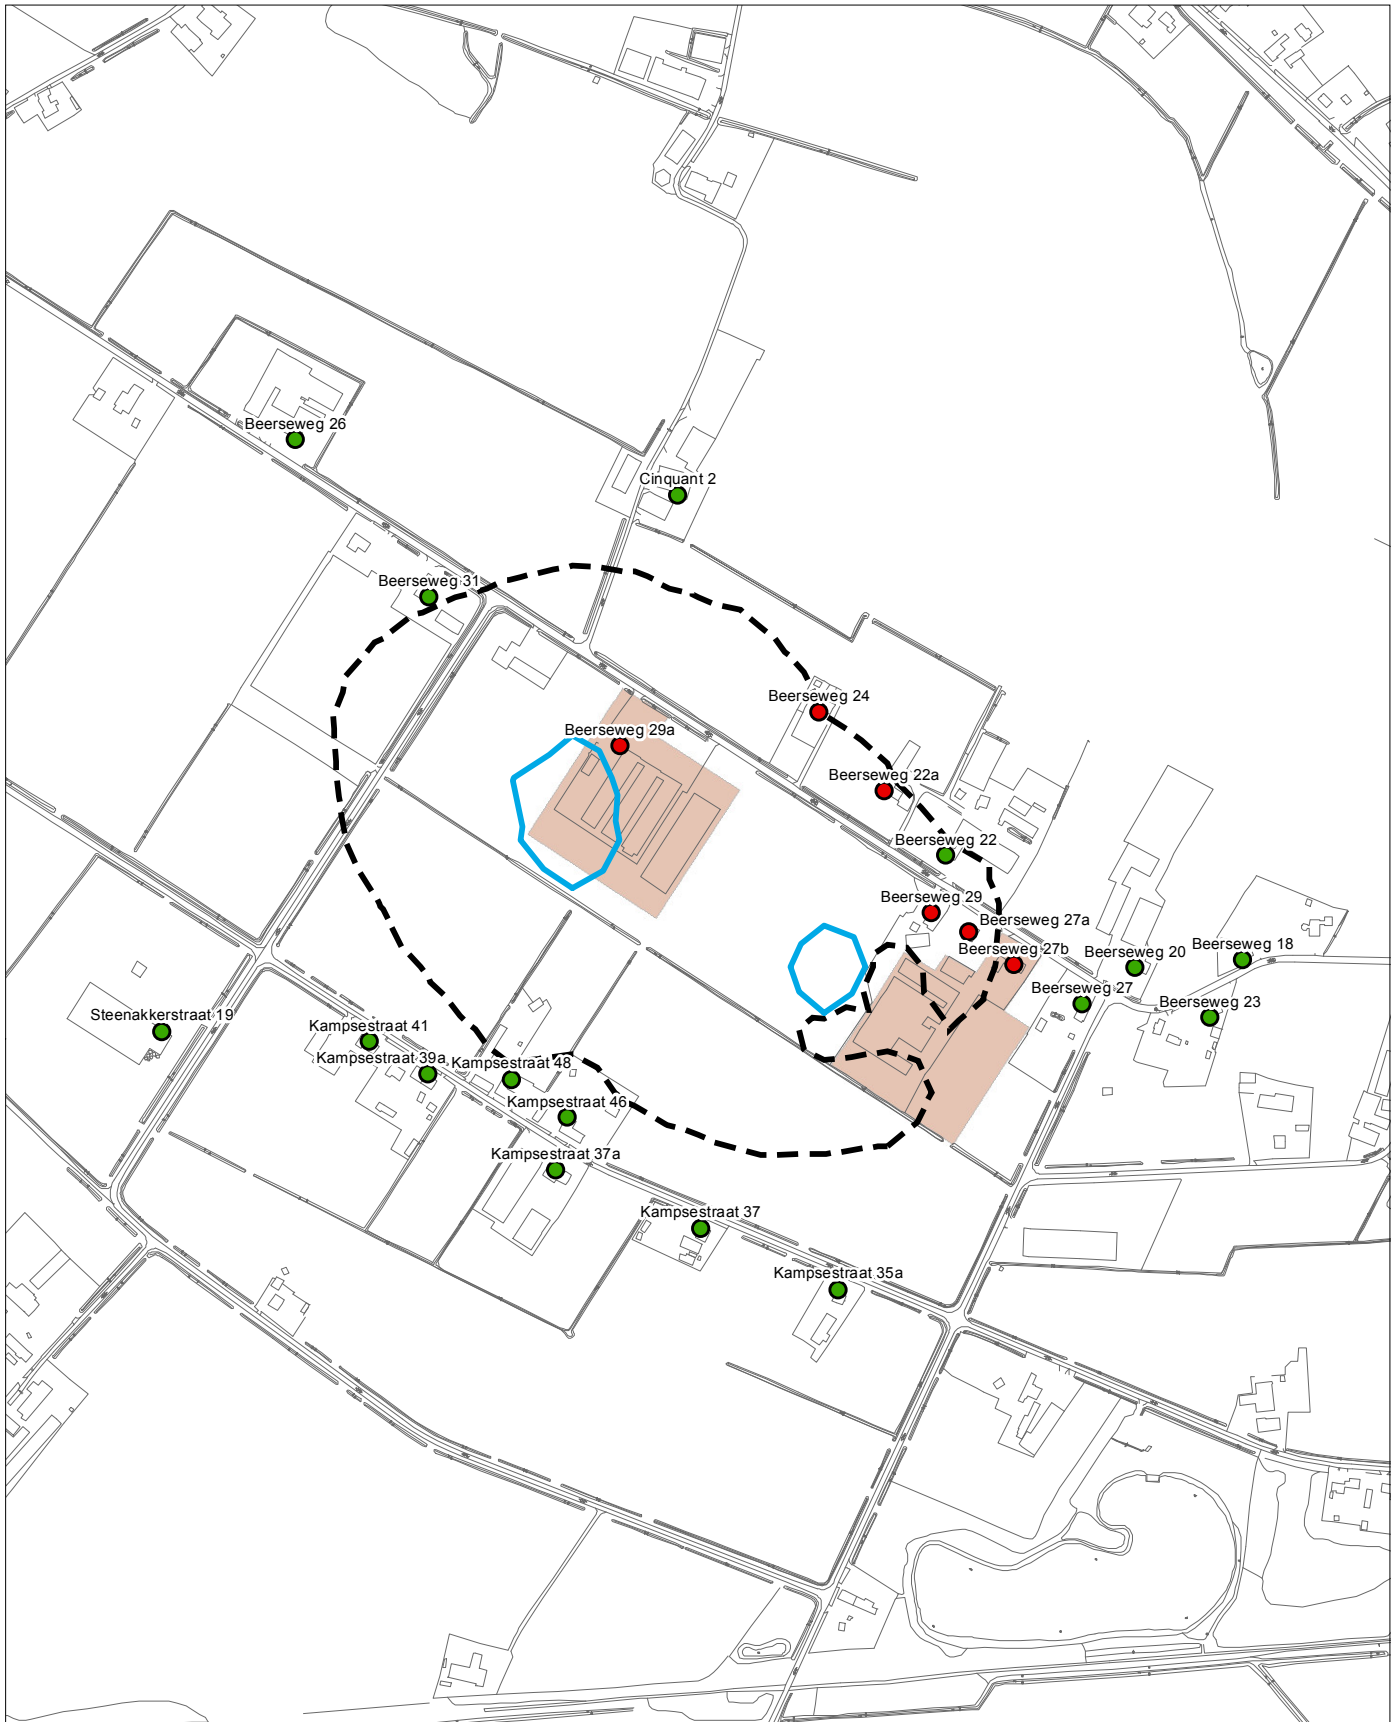 Beerseweg 26
Cinquant 2
Beerseweg 31
Beerseweg 24
Beerseweg 29a
Beerseweg 22a
Beerseweg 22
Beerseweg 29
Beerseweg 27a
Beerseweg 27b
Beerseweg 20
Beerseweg 18
Beerseweg 27
Beerseweg 23
Steenakkerstraat 19
Kampsestraat 41
Kampsestraat 39a
Kampsestraat 48
Kampsestraat 46
Kampsestraat 37a
Kampsestraat 37
Kampsestraat 35a